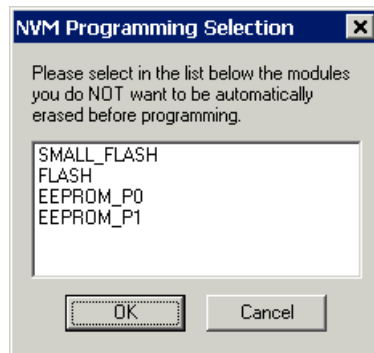 NVM Programming Selection
Please select in the list below the modules
you do NOT want to be automatically
erased before programming.
SMALL_FLASH
FLASH
EEPROM_P0
EEPROM_P1
OK Cancel